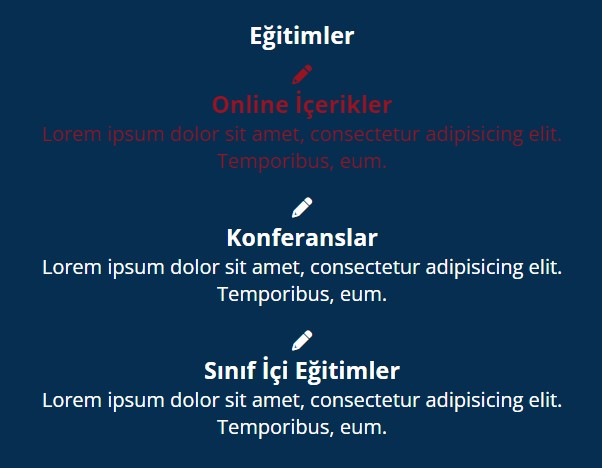 Eğitimler
Online İçerikler
Lorem ipsum dolor sit amet, consectetur adipisicing elit.
Temporibus, eum.
Konferanslar
Lorem ipsum dolor sit amet, consectetur adipisicing elit.
Temporibus, eum.
Sınıf İçi Eğitimler
Lorem ipsum dolor sit amet, consectetur adipisicing elit.
Temporibus, eum.